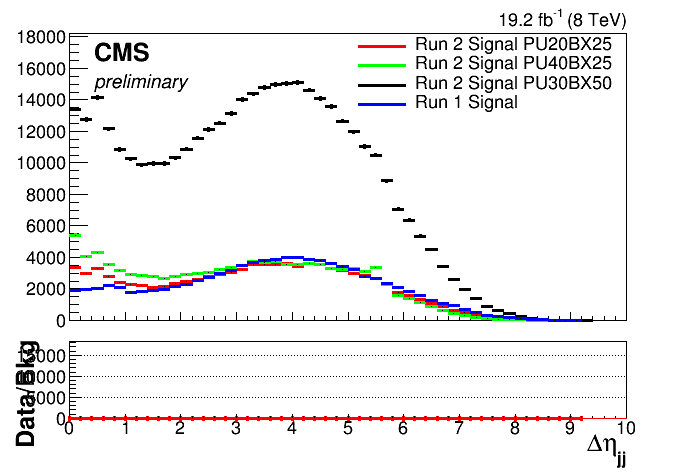 19.2 fb⁻¹ (8 TeV)
CMS
preliminary
Run 2 Signal PU20BX25
Run 2 Signal PU40BX25
Run 2 Signal PU30BX50
Run 1 Signal
18000
16000
14000
12000
10000
8000
6000
4000
2000
0
Data/Bkg
0
0 1 2 3 4 5 6 7 8 9 10
Δη_jj